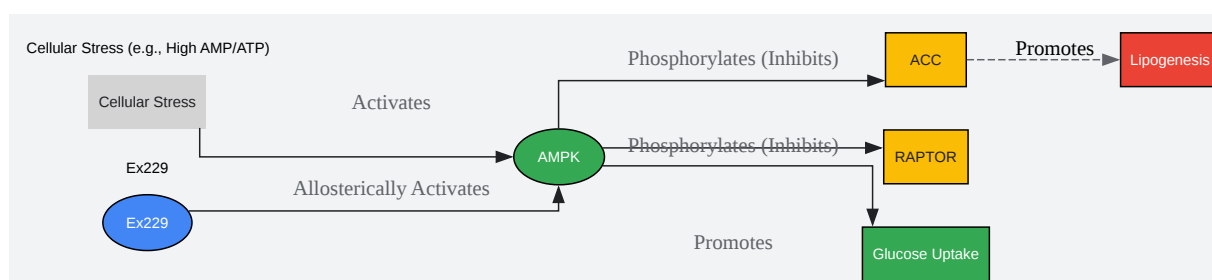 Cellular Stress (e.g., High AMP/ATP)
Cellular Stress
Activates
Ex229
Ex229
Allosterically Activates
AMPK
Phosphorylates (Inhibits)
ACC
Promotes
Lipogenesis
Phosphorylates (Inhibits)
RAPTOR
Promotes
Glucose Uptake